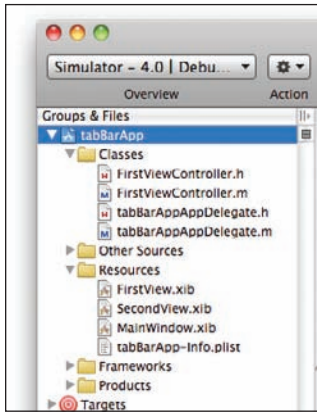 Simulator - 4.0 | Debu...
Overview
Action
Groups & Files
tabBarApp
Classes
FirstViewController.h
FirstViewController.m
tabBarAppAppDelegate.h
tabBarAppAppDelegate.m
Other Sources
Resources
FirstView.xib
SecondView.xib
MainWindow.xib
tabBarApp-Info.plist
Frameworks
Products
Targets